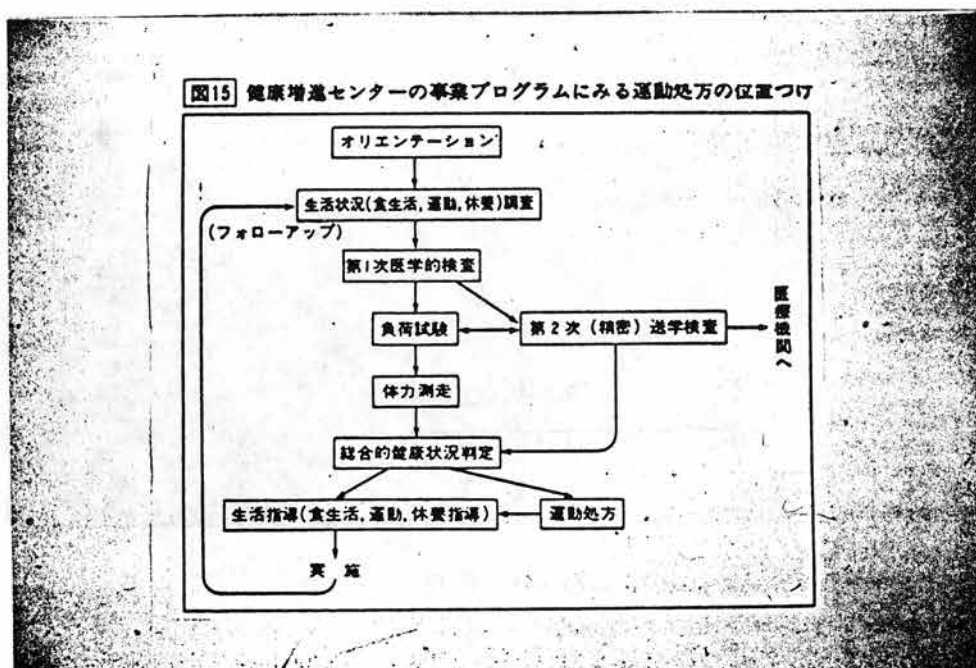 図15 健康増進センターの事業プログラムにみる運動処方の位置づけ
オリエンテーション
生活状況(食生活,運動,休養)調査
(フォローアップ)
第1次医学的検査
負荷試験
第2次(精密)送学検査
医療機関へ
体力測走
総合的健康状況判定
生活指導(食生活,運動,休養指導)
運動処方
実 施